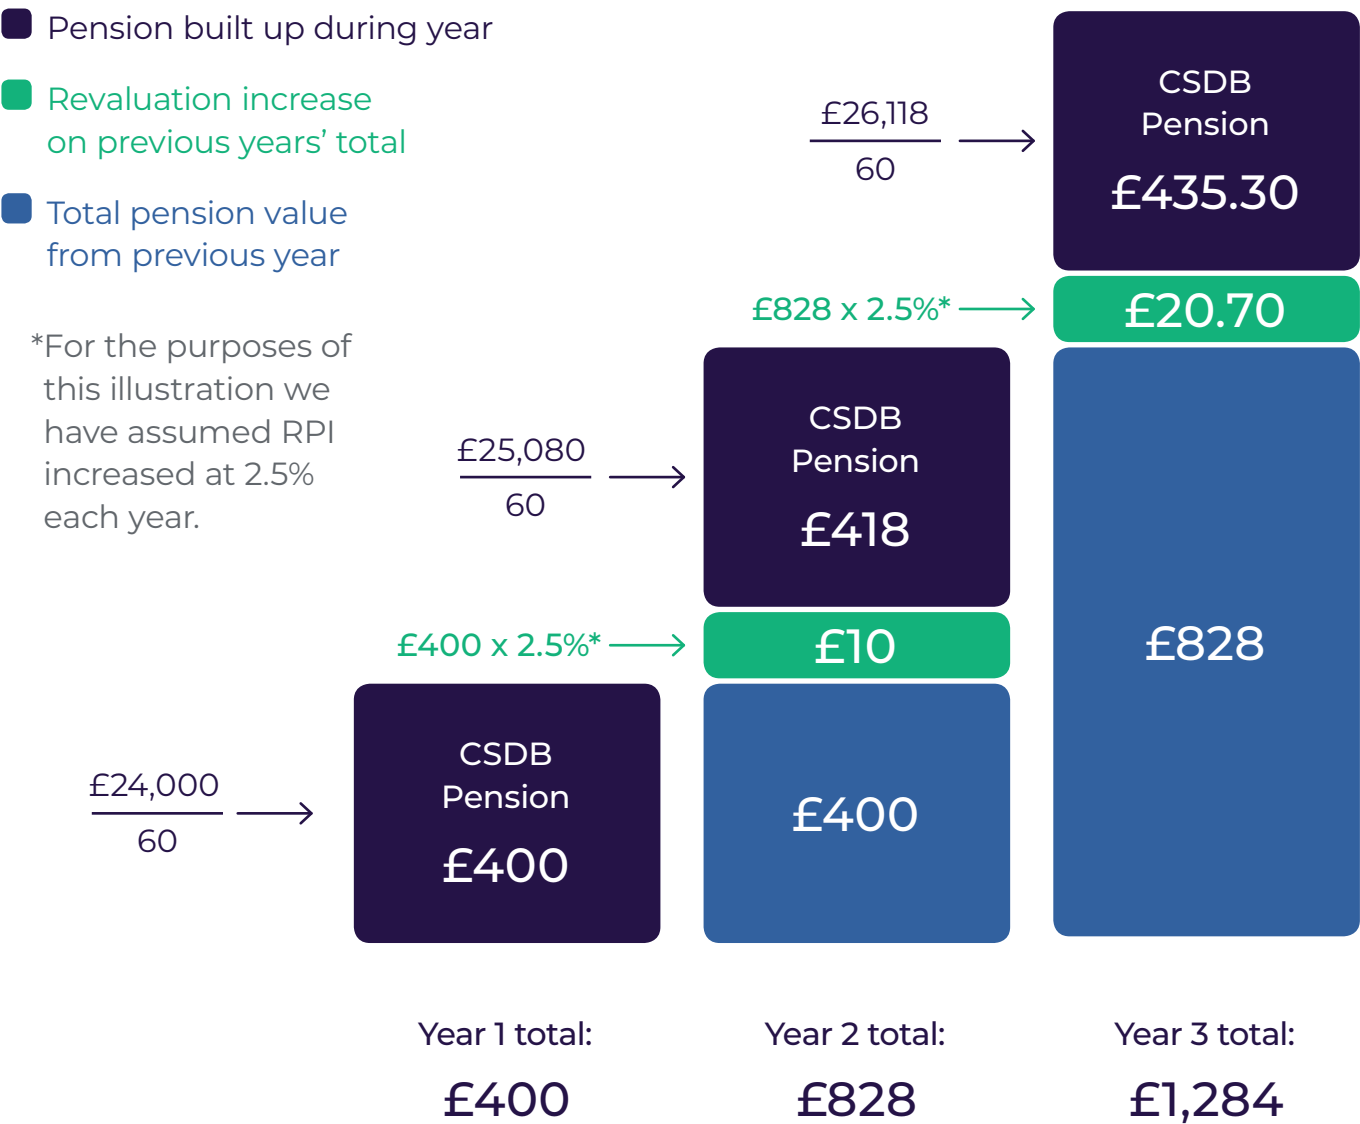 Pension built up during year
Revaluation increase
on previous years’ total
Total pension value
from previous year
*For the purposes of
this illustration we
have assumed RPI
increased at 2.5%
each year.
£26,118
60
CSDB
Pension
£435.30
£828 x 2.5%*
£20.70
£25,080
60
CSDB
Pension
£418
£828
£400 x 2.5%*
£10
£24,000
60
CSDB
Pension
£400
£400
Year 1 total:
£400
Year 2 total:
£828
Year 3 total:
£1,284